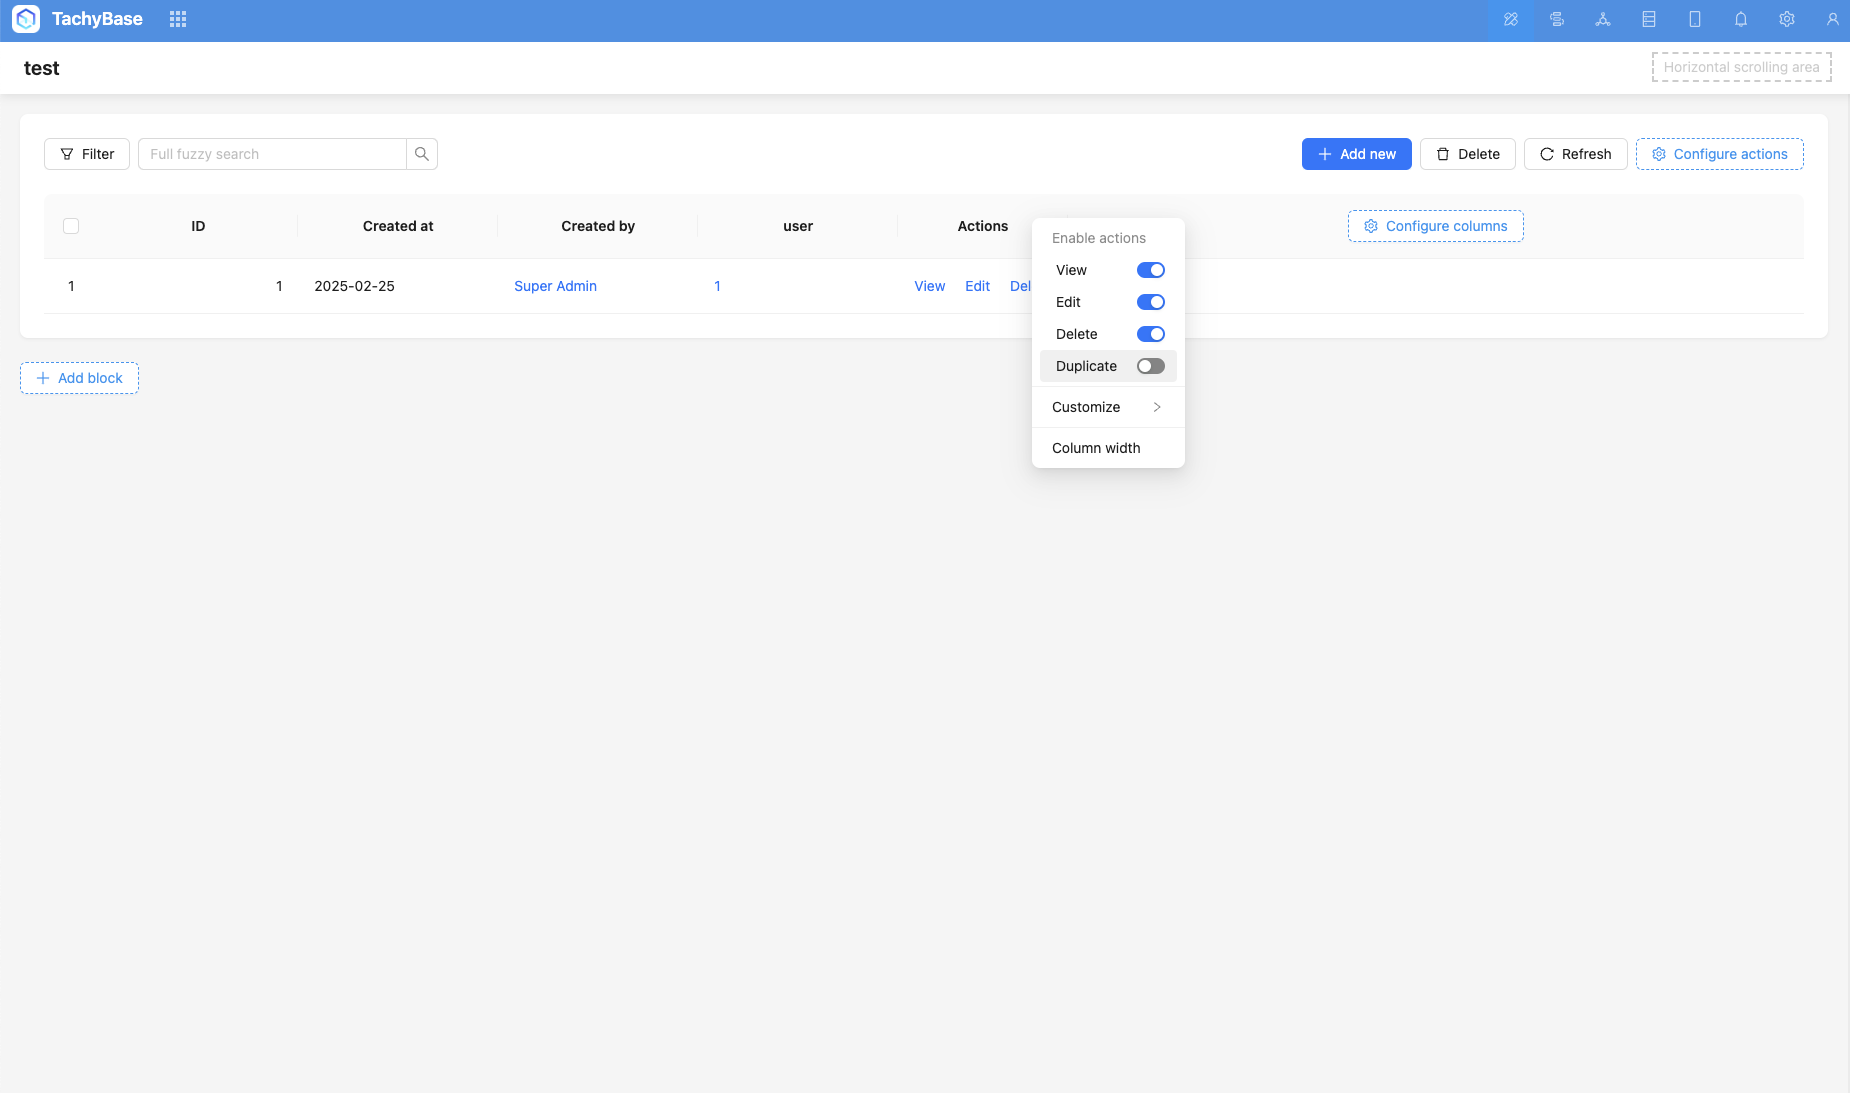 TachyBase
test
Horizontal scrolling area
Filter
Full fuzzy search
Add new
Delete
Refresh
Configure actions
ID
Created at
Created by
user
Actions
Configure columns
1
1
2025-02-25
Super Admin
1
View
Edit
Del
Enable actions
View
Edit
Delete
Duplicate
Customize
Column width
Add block